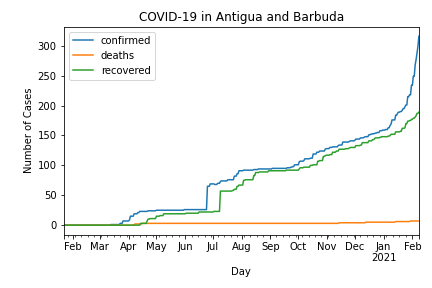 COVID-19 in Antigua and Barbuda
confirmed
deaths
recovered
Number of Cases
300
250
200
150
100
50
0
Feb Mar Apr May Jun Jul Aug Sep Oct Nov Dec Jan Feb
2021
Day